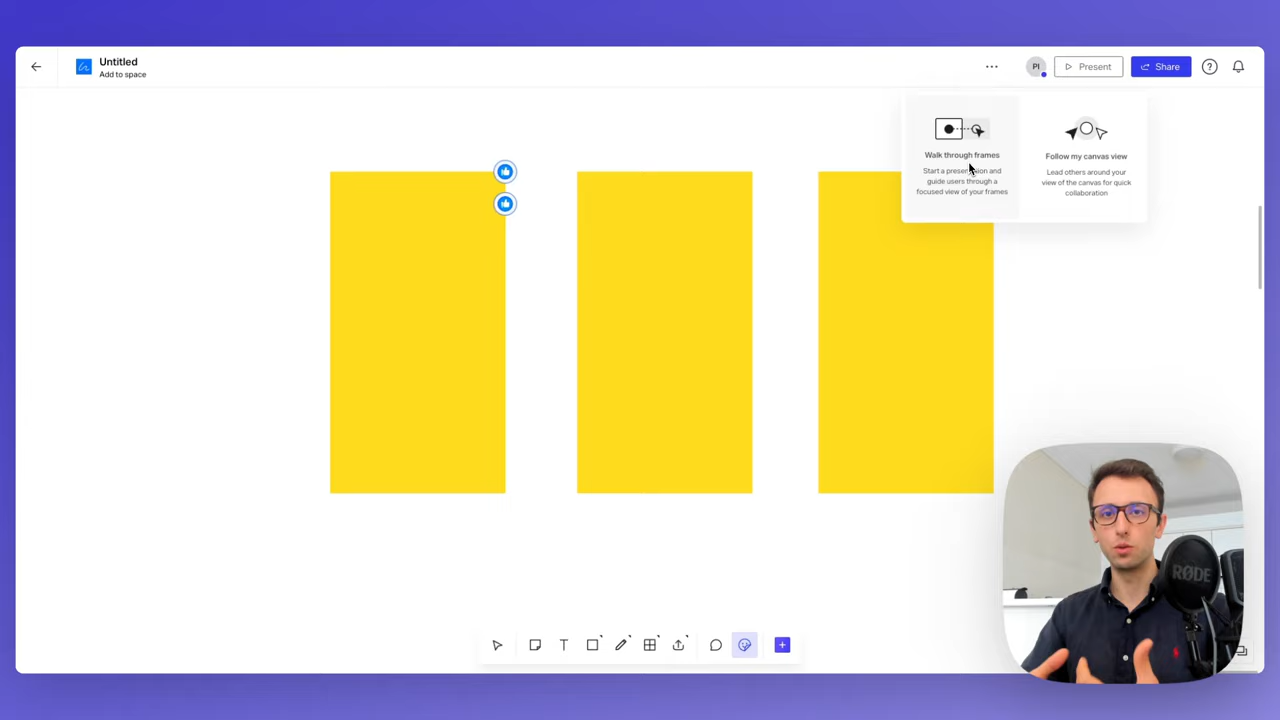 Untitled
Add to space
PI
Present
Share
Walk through frames
Start a presentation and
guide users through a
focused view of your frames
Follow my canvas view
Lead others around your
view of the canvas for quick
collaboration
T
RØDE